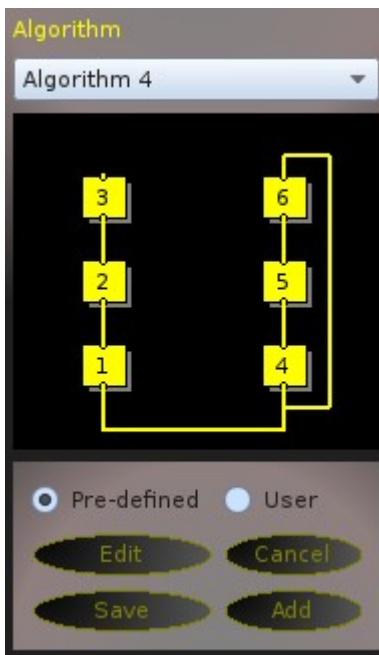 Algorithm
Algorithm 4
3 6
2 5
1 4
Pre-defined User
Edit Cancel
Save Add